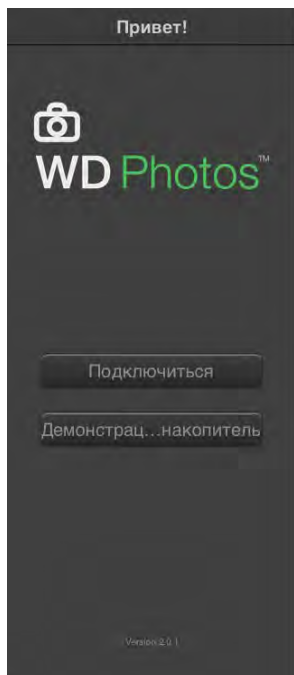 Привет!
WD Photos™
Подключиться
Демонстрац...накопитель
Version 2.0.1